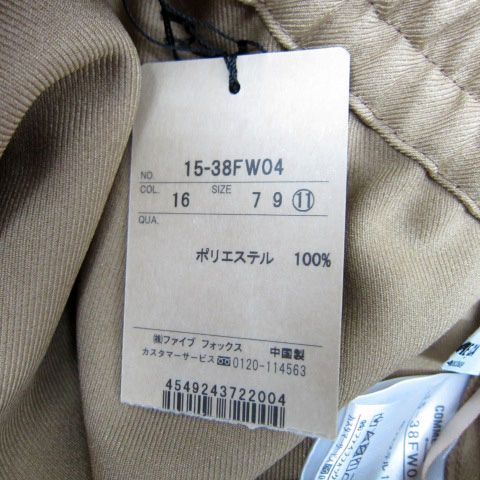 NO. 15-38FW04
COL. 16 SIZE 7 9 ⑪
QUA.
ポリエステル 100%
㈱ファイブ フォックス 中国製
カスタマーサービス 0120-114563
4549243722004
COMM
-38FW0